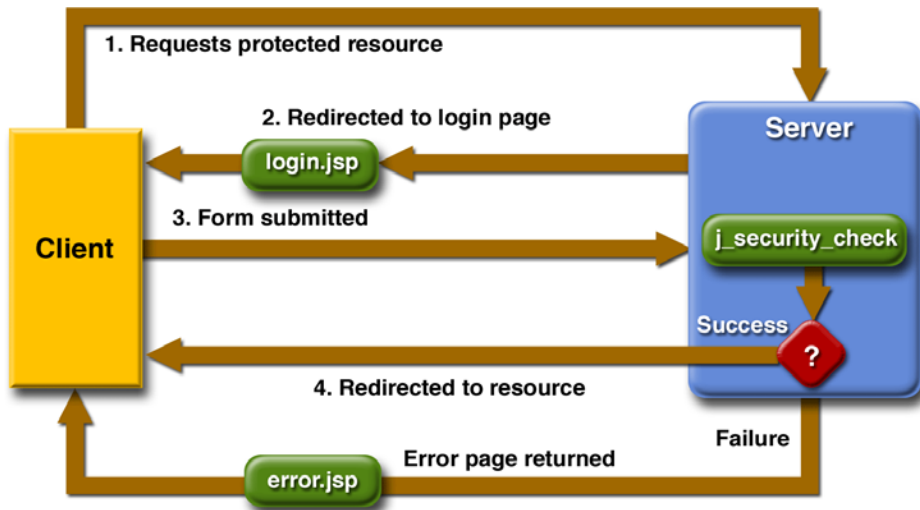 1. Requests protected resource
2. Redirected to login page
Server
login.jsp
3. Form submitted
Client
j_security_check
Success
?
4. Redirected to resource
Failure
Error page returned
error.jsp